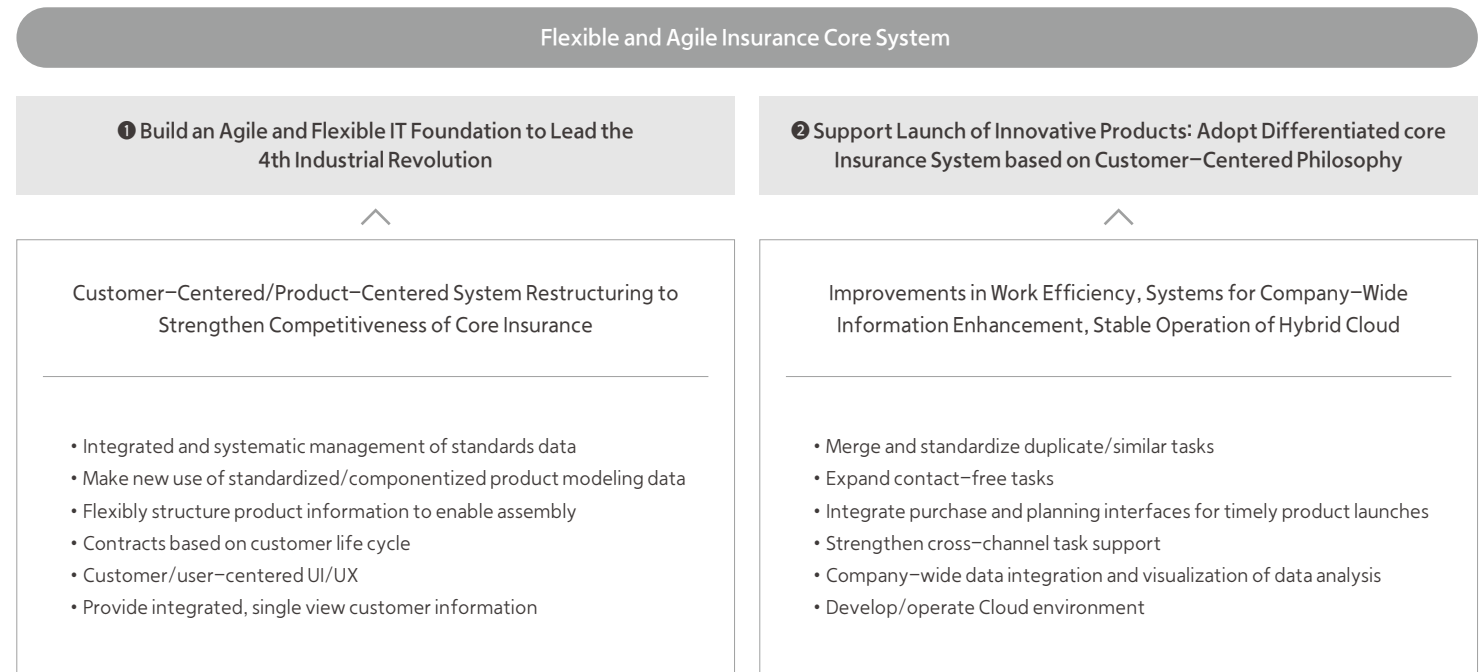 Flexible and Agile Insurance Core System
❶ Build an Agile and Flexible IT Foundation to Lead the
4th Industrial Revolution
Customer-Centered/Product-Centered System Restructuring to
Strengthen Competitiveness of Core Insurance
• Integrated and systematic management of standards data
• Make new use of standardized/componentized product modeling data
• Flexibly structure product information to enable assembly
• Contracts based on customer life cycle
• Customer/user-centered UI/UX
• Provide integrated, single view customer information
❷ Support Launch of Innovative Products: Adopt Differentiated core
Insurance System based on Customer-Centered Philosophy
Improvements in Work Efficiency, Systems for Company-Wide
Information Enhancement, Stable Operation of Hybrid Cloud
• Merge and standardize duplicate/similar tasks
• Expand contact-free tasks
• Integrate purchase and planning interfaces for timely product launches
• Strengthen cross-channel task support
• Company-wide data integration and visualization of data analysis
• Develop/operate Cloud environment